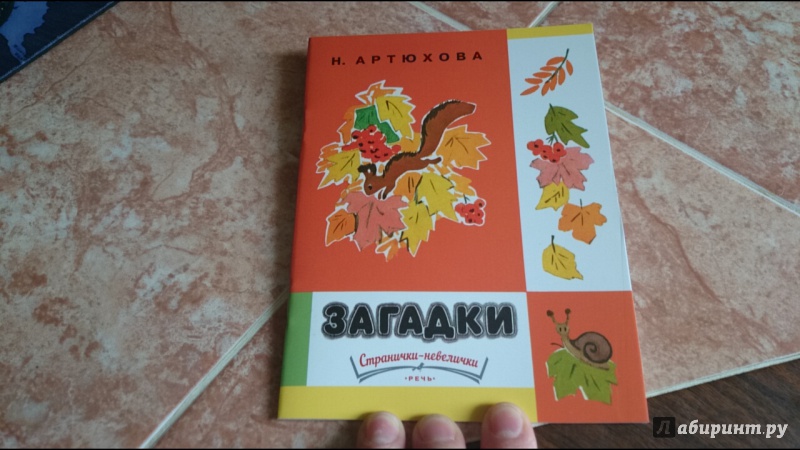 Н. АРТЮХОВА
ЗАГАДКИ
Странички-невелички
•РЕЧЬ•
Лабиринт.ру